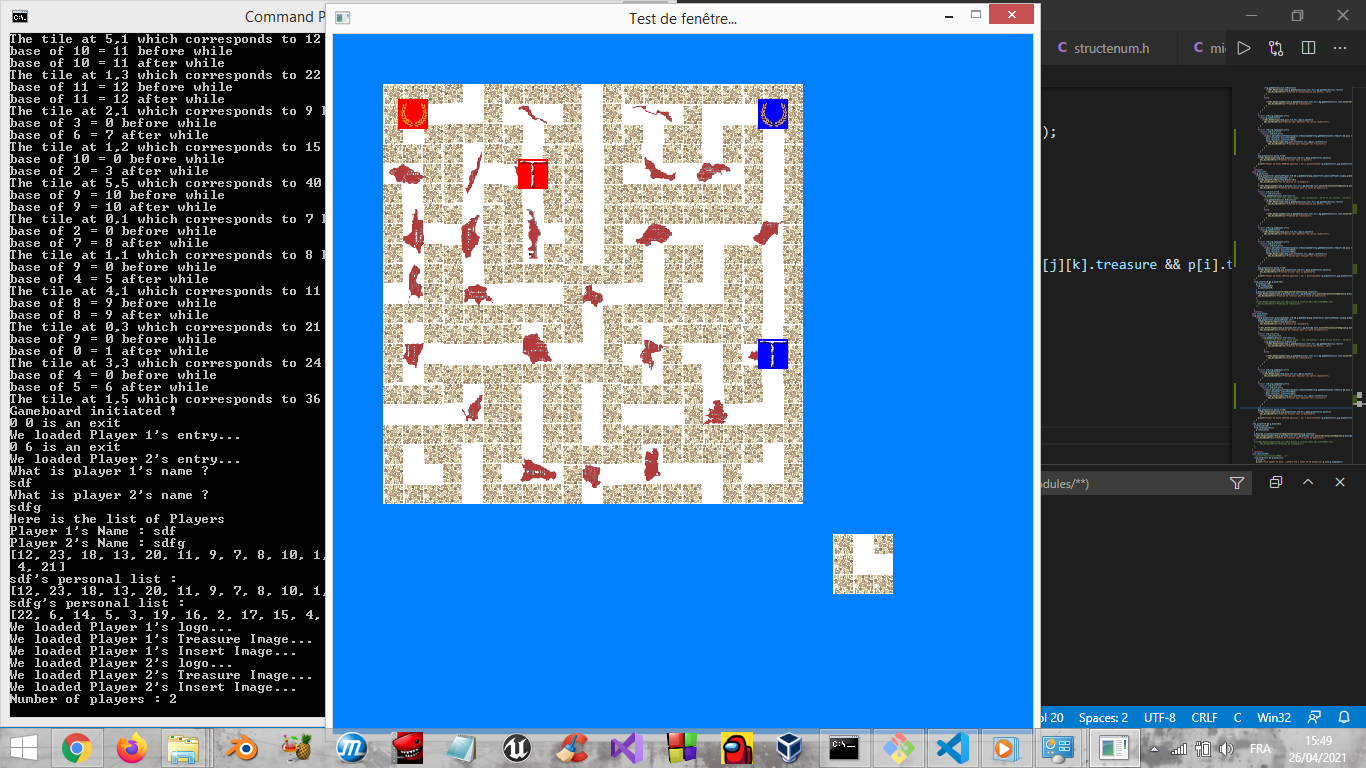 Command P
The tile at 5,1 which corresponds to 12
base of 10 = 11 before while
base of 10 = 11 after while
The tile at 1,3 which corresponds to 22
base of 11 = 12 before while
base of 11 = 12 after while
The tile at 2,1 which corresponds to 9
base of 3 = 0 before while
base of 6 = 7 after while
The tile at 1,2 which corresponds to 15
base of 10 = 0 before while
base of 2 = 3 after while
The tile at 5,5 which corresponds to 40
base of 9 = 10 before while
base of 9 = 10 after while
The tile at 0,1 which corresponds to 7
base of 2 = 0 before while
base of 7 = 8 after while
The tile at 1,1 which corresponds to 8
base of 9 = 0 before while
base of 4 = 5 after while
The tile at 4,1 which corresponds to 11
base of 8 = 9 before while
base of 8 = 9 after while
The tile at 0,3 which corresponds to 21
base of 9 = 0 before while
base of 0 = 1 after while
The tile at 3,3 which corresponds to 24
base of 4 = 0 before while
base of 5 = 6 after while
The tile at 1,5 which corresponds to 36
Gameboard initiated !
0 0 is an exit
We loaded Player 1's entry...
0 6 is an exit
We loaded Player 2's entry...
What is player 1's name ?
sdf
What is player 2's name ?
sdfg
Here is the list of Players
Player 1's Name : sdf
Player 2's Name : sdfg
[12, 23, 18, 13, 20, 11, 9, 7, 8, 10, 1,
4, 21]
sdf's personal list :
[12, 23, 18, 13, 20, 11, 9, 7, 8, 10, 1,
sdfg's personal list :
[22, 6, 14, 5, 3, 19, 16, 2, 17, 15, 4,
We loaded Player 1's logo...
We loaded Player 1's Treasure Image...
We loaded Player 1's Insert Image...
We loaded Player 2's logo...
We loaded Player 2's Treasure Image...
We loaded Player 2's Insert Image...
Number of players : 2
Test de fenêtre...
C structenum.h C mi
);
[j][k].treasure && p[i].t
odules/**)
ol 20 Spaces: 2 UTF-8 CRLF C Win32
FRA
15:49
26/04/2021